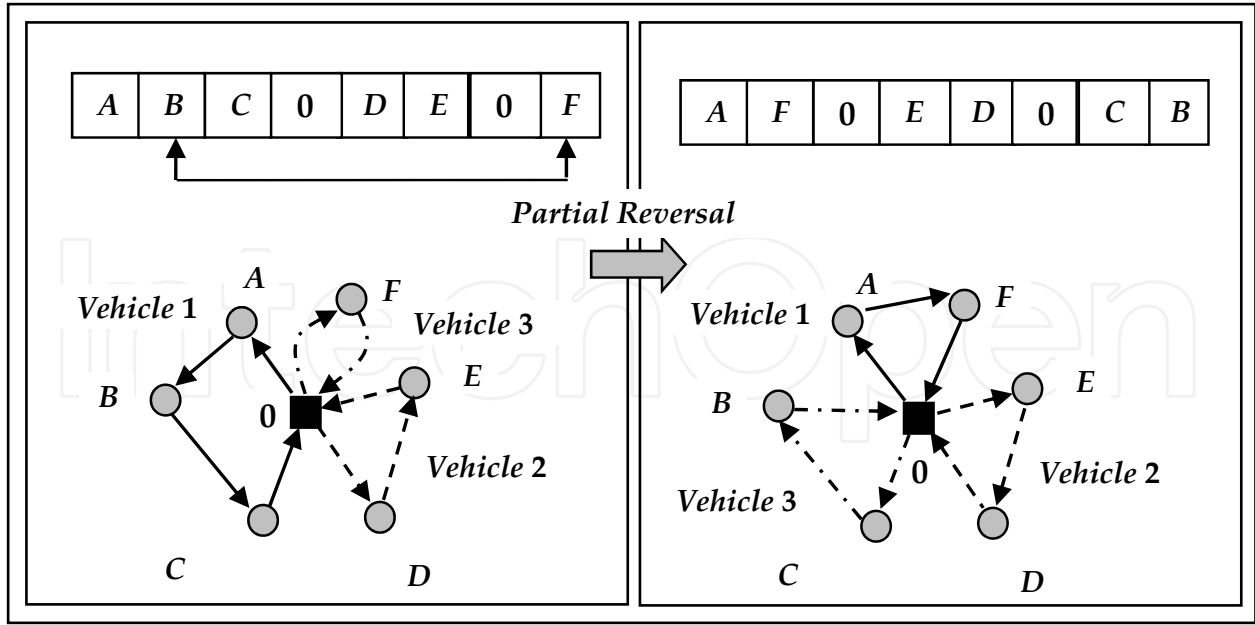 A B C 0 D E 0 F
A F 0 E D 0 C B
Partial Reversal
A
F
Vehicle 1
Vehicle 3
B
E
0
Vehicle 2
C
D
A
F
Vehicle 1
B
E
0
Vehicle 2
Vehicle 3
C
D
IntechOpen